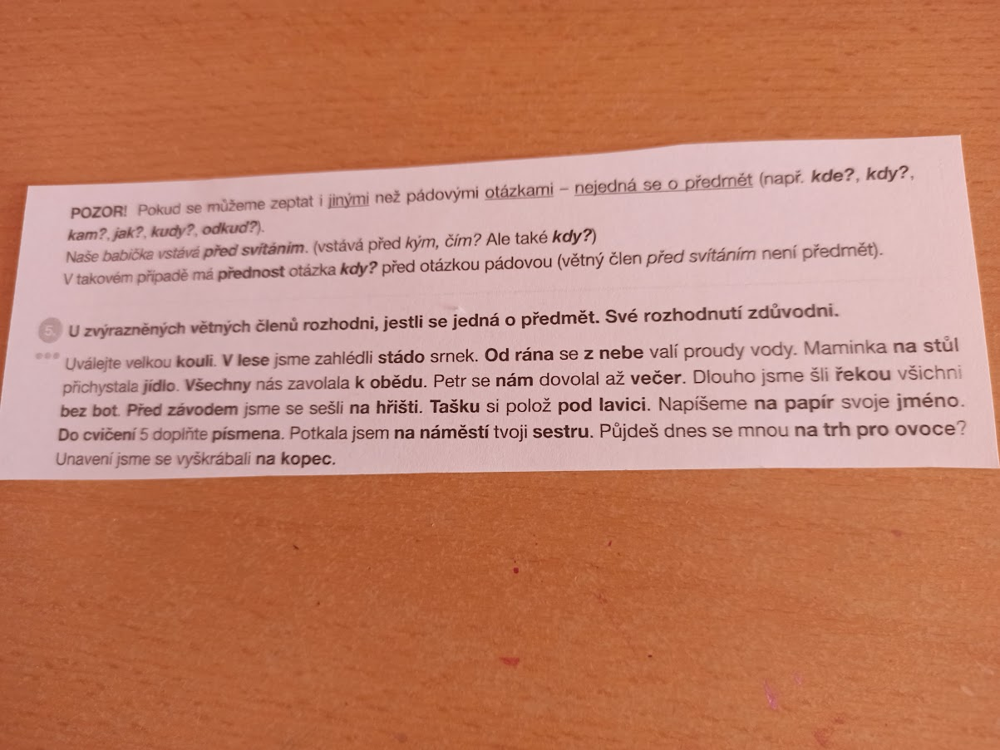 POZOR! Pokud se můžeme zeptat i jinými než pádovými otázkami – nejedná se o předmět (např. kde?, kdy?,
kam?, jak?, kudy?, odkud?).
Naše babička vstává před svítáním. (vstává před kým, čím? Ale také kdy?)
V takovém případě má přednost otázka kdy? před otázkou pádovou (větný člen před svítáním není předmět).
5. U zvýrazněných větných členů rozhodni, jestli se jedná o předmět. Své rozhodnutí zdůvodni.
Uválejte velkou kouli. V lese jsme zahlédli stádo srnek. Od rána se z nebe valí proudy vody. Maminka na stůl
přichystala jídlo. Všechny nás zavolala k obědu. Petr se nám dovolal až večer. Dlouho jsme šli řekou všichni
bez bot. Před závodem jsme se sešli na hřišti. Tašku si polož pod lavici. Napíšeme na papír svoje jméno.
Do cvičení 5 doplňte písmena. Potkala jsem na náměstí tvoji sestru. Půjdeš dnes se mnou na trh pro ovoce?
Unavení jsme se vyškrábali na kopec.